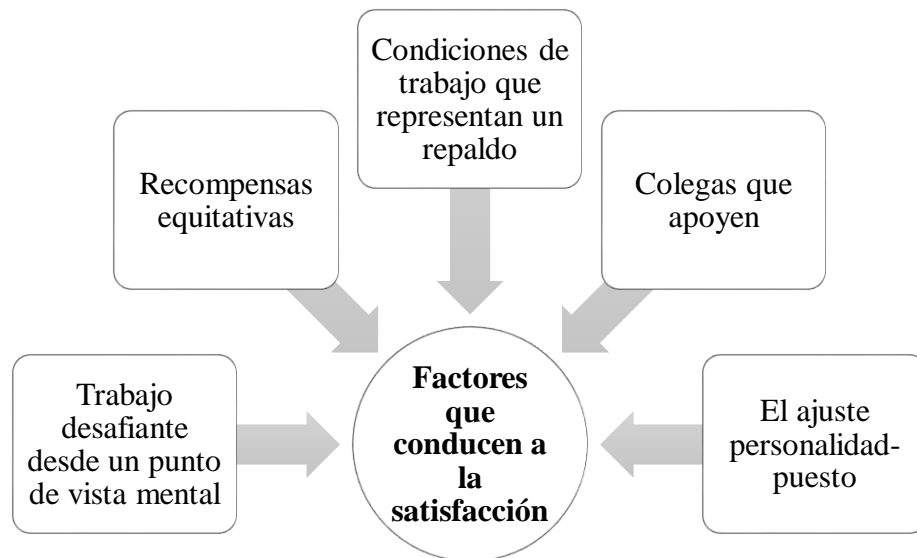 Condiciones de
trabajo que
representan un
repaldo
Recompensas
equitativas
Colegas que
apoyen
Trabajo
desafiante
desde un punto
de vista mental
Factores
que
conducen a
la
satisfacción
El ajuste
personalidad-
puesto